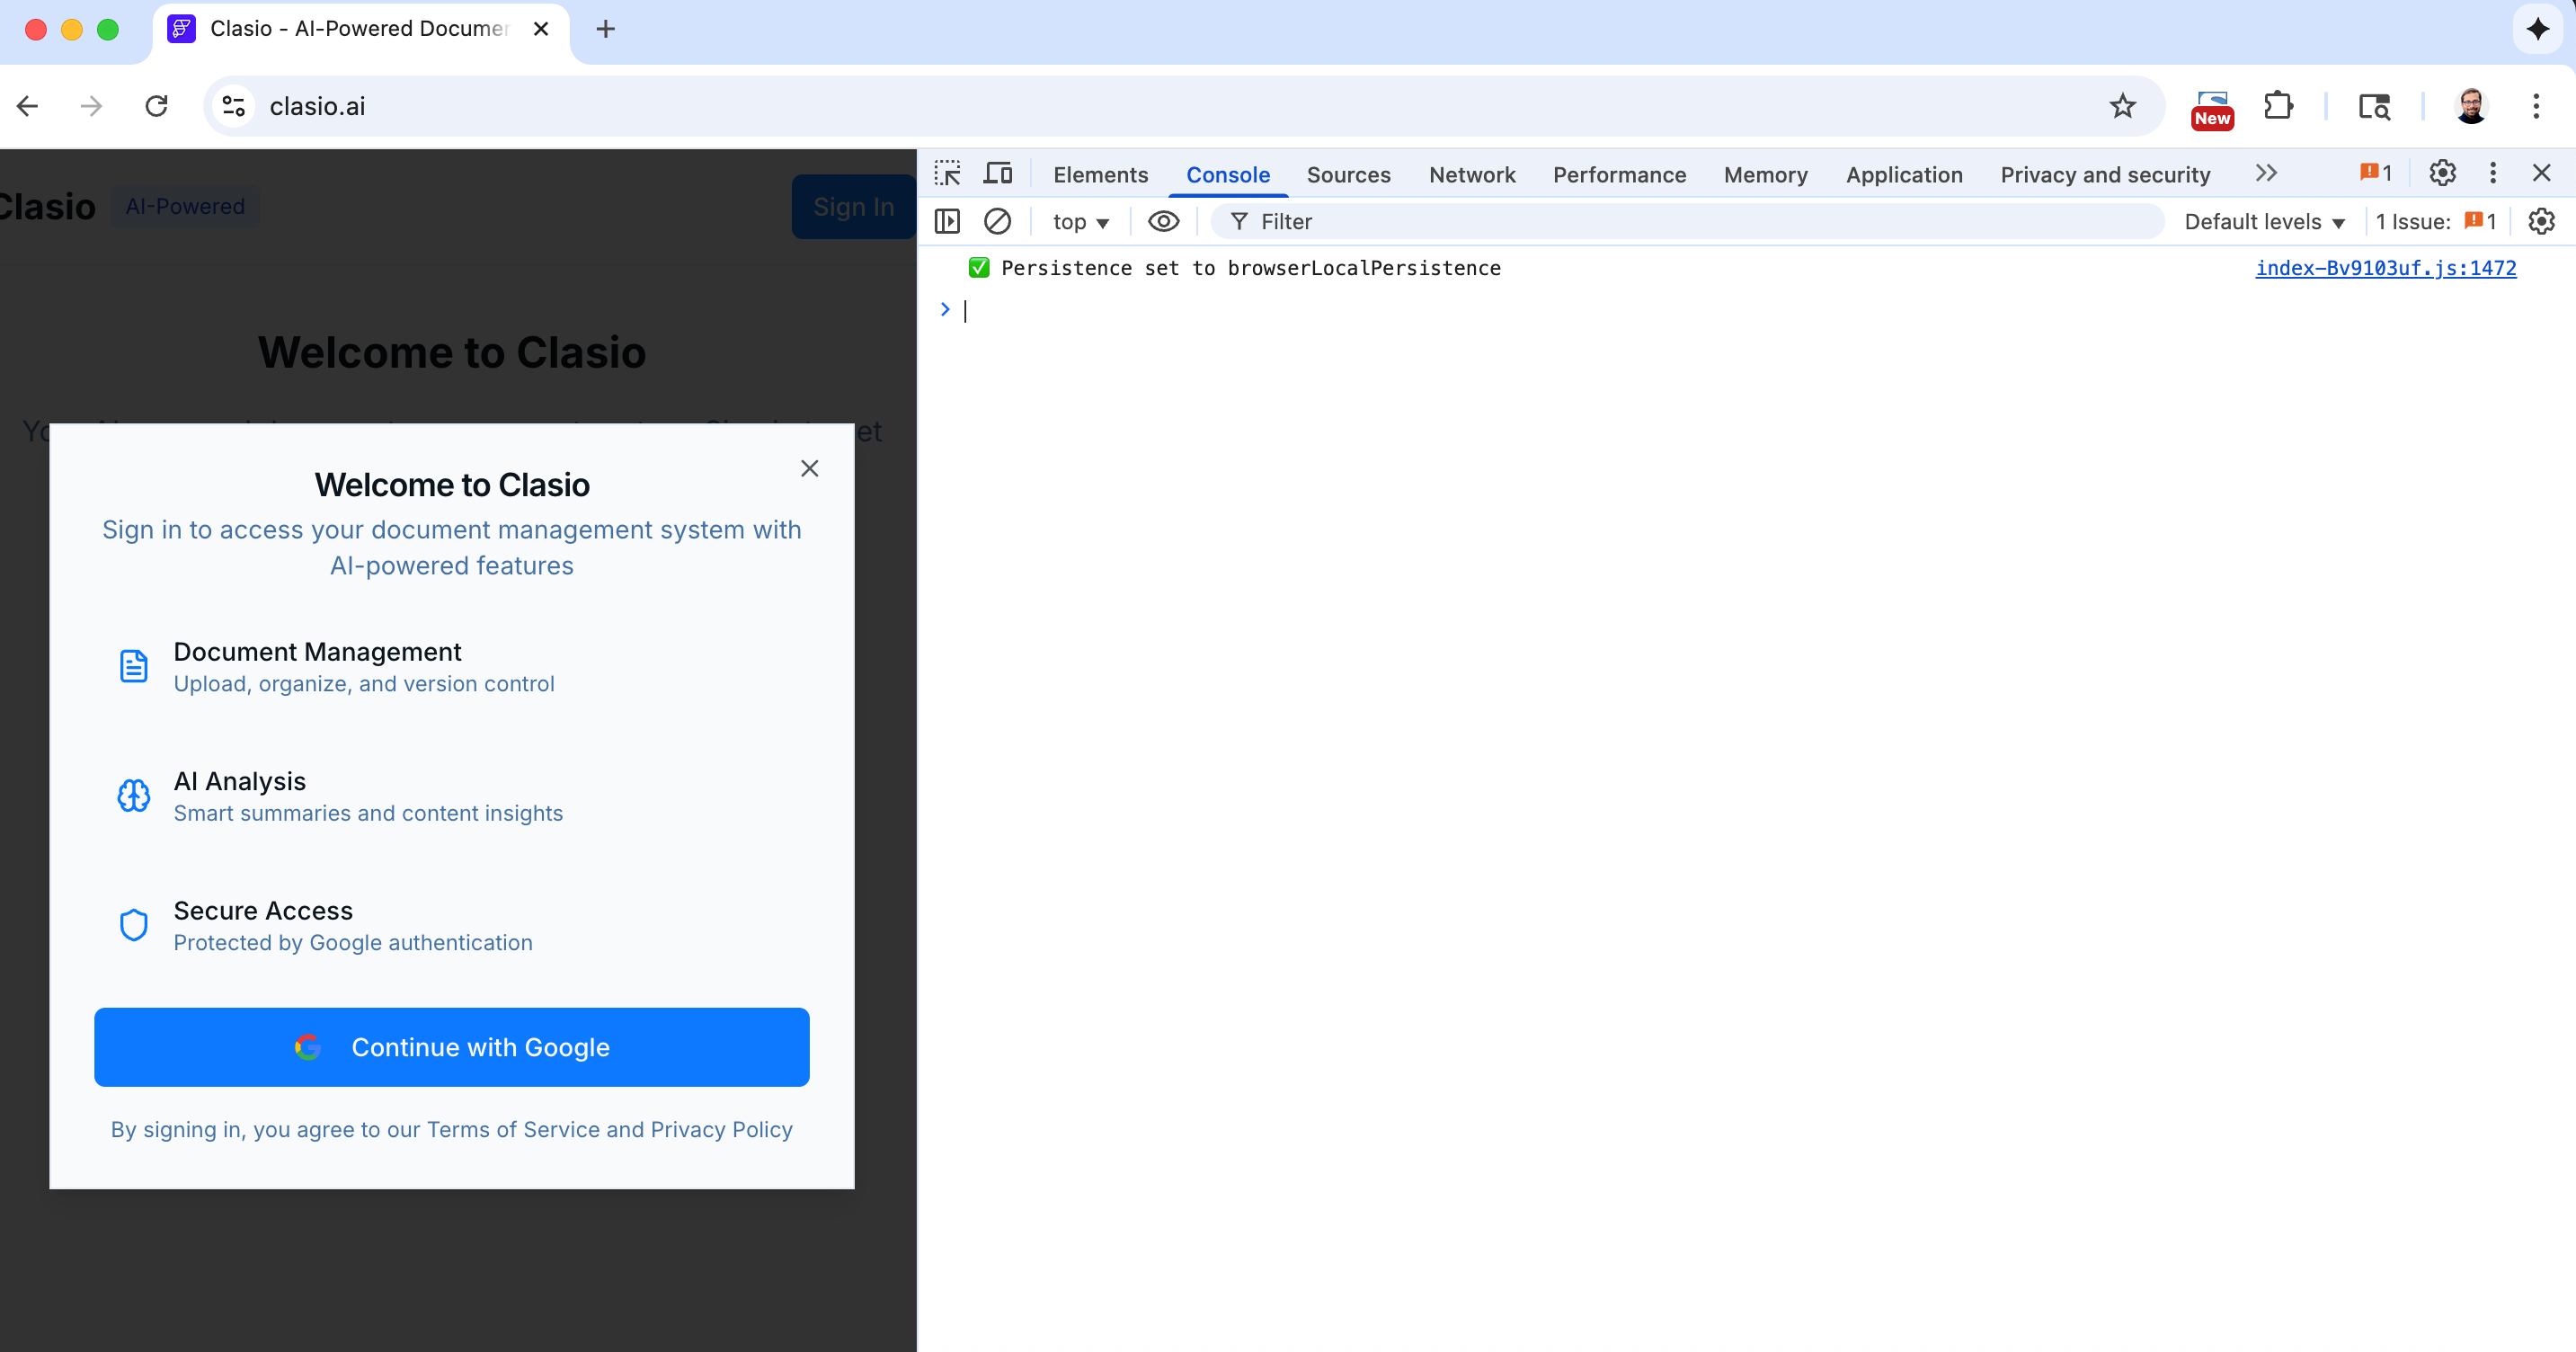 Clasio - AI-Powered Documen
clasio.ai
New
Clasio AI-Powered Sign In
Welcome to Clasio
Welcome to Clasio
Sign in to access your document management system with
AI-powered features
Document Management
Upload, organize, and version control
AI Analysis
Smart summaries and content insights
Secure Access
Protected by Google authentication
Continue with Google
By signing in, you agree to our Terms of Service and Privacy Policy
Elements Console Sources Network Performance Memory Application Privacy and security 1
top Filter Default levels 1 Issue: 1
Persistence set to browserLocalPersistence index-Bv9103uf.js:1472